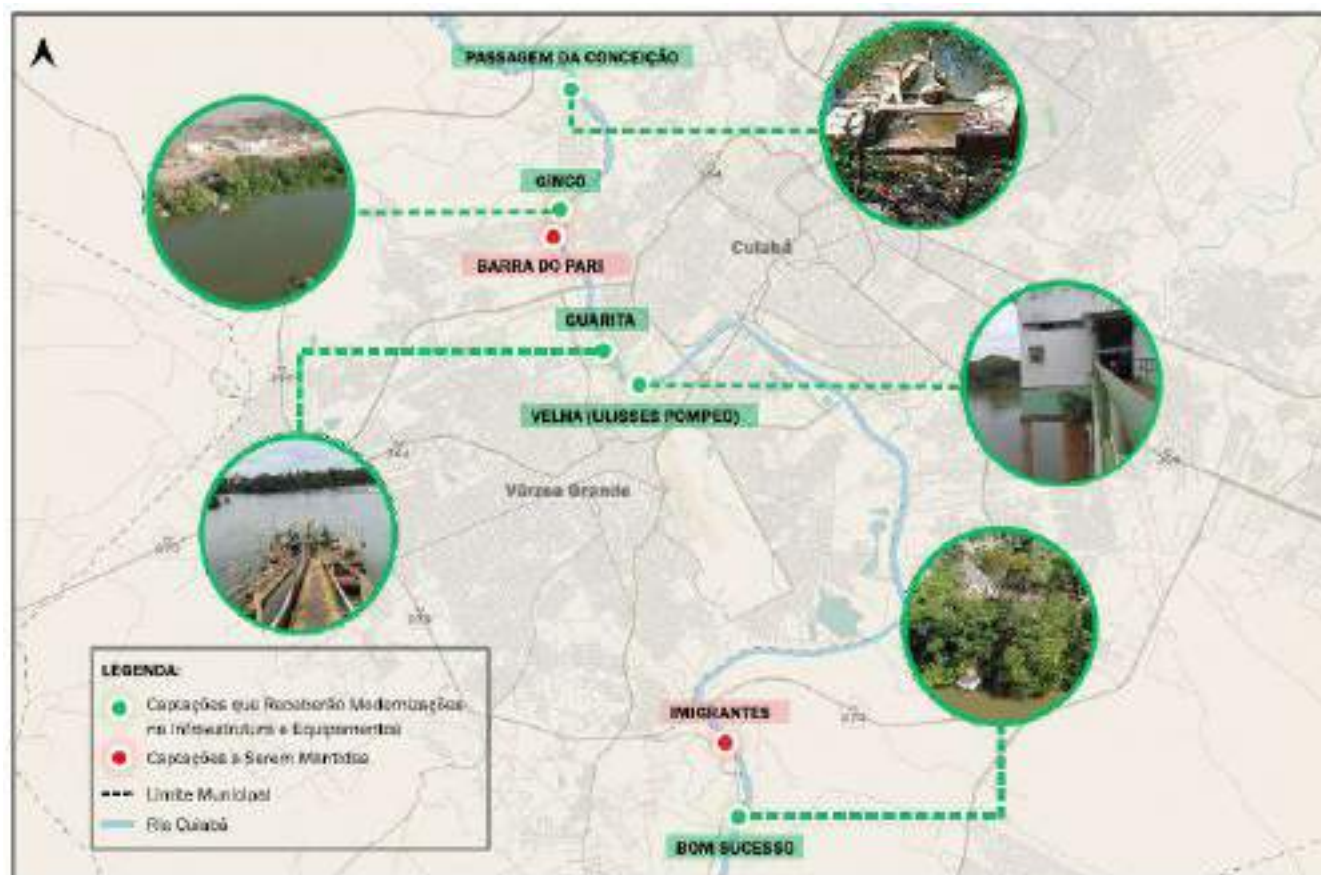 PASSAGEM DA CONCEIÇÃO
GINCO
BARRA DO PARI
Cuiabá
GUARITA
VELHA (ULISSES POMPEO)
Várzea Grande
IMIGRANTES
BOM SUCESSO
LEGENDA:
Captações que Receberão Modernizações
na Infraestrutura e Equipamentos
Captações a Serem Mantidas
Limite Municipal
Rio Cuiabá